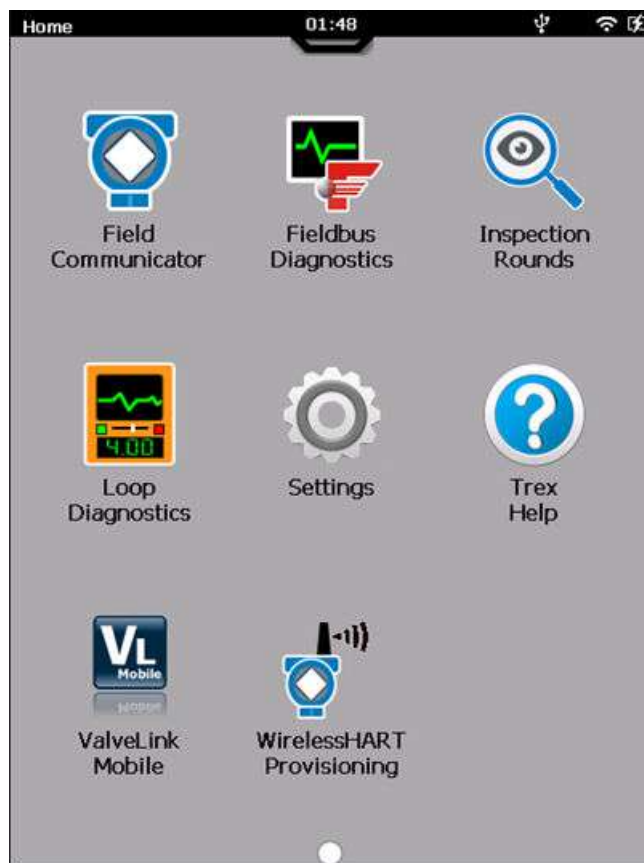 Home 01:48
Field
Communicator
Fieldbus
Diagnostics
Inspection
Rounds
4.00
Loop
Diagnostics
Settings
?
Trex
Help
VL
Mobile
ValveLink
Mobile
WirelessHART
Provisioning